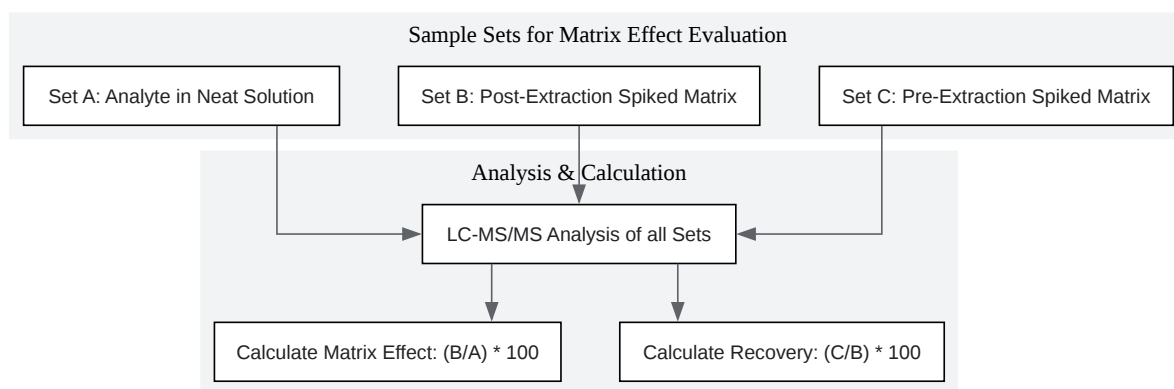 Sample Sets for Matrix Effect Evaluation
Set A: Analyte in Neat Solution
Set B: Post-Extraction Spiked Matrix
Set C: Pre-Extraction Spiked Matrix
Analysis & Calculation
LC-MS/MS Analysis of all Sets
Calculate Matrix Effect: (B/A) * 100
Calculate Recovery: (C/B) * 100